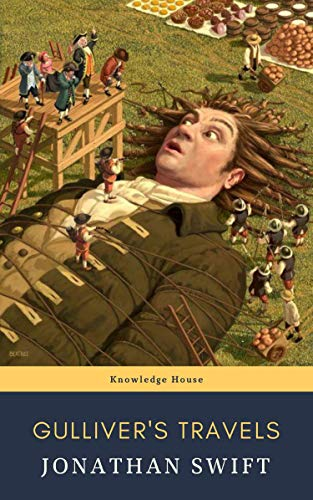 Knowledge House
GULLIVER'S TRAVELS
JONATHAN SWIFT